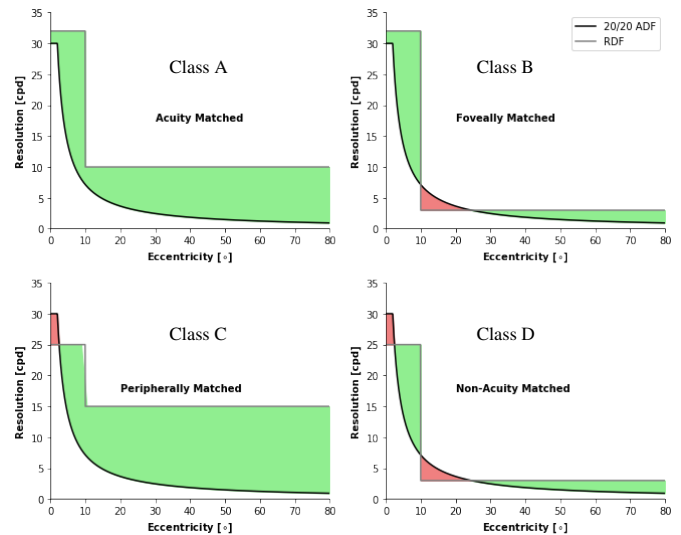 35
30
25
20
15
10
5
0
Resolution [cpd]
Class A
Acuity Matched
0 10 20 30 40 50 60 70 80
Eccentricity [∘]
35
30
25
20
15
10
5
0
Resolution [cpd]
20/20 ADF
RDF
Class B
Foveally Matched
0 10 20 30 40 50 60 70 80
Eccentricity [∘]
35
30
25
20
15
10
5
0
Resolution [cpd]
Class C
Peripherally Matched
0 10 20 30 40 50 60 70 80
Eccentricity [∘]
35
30
25
20
15
10
5
0
Resolution [cpd]
Class D
Non-Acuity Matched
0 10 20 30 40 50 60 70 80
Eccentricity [∘]